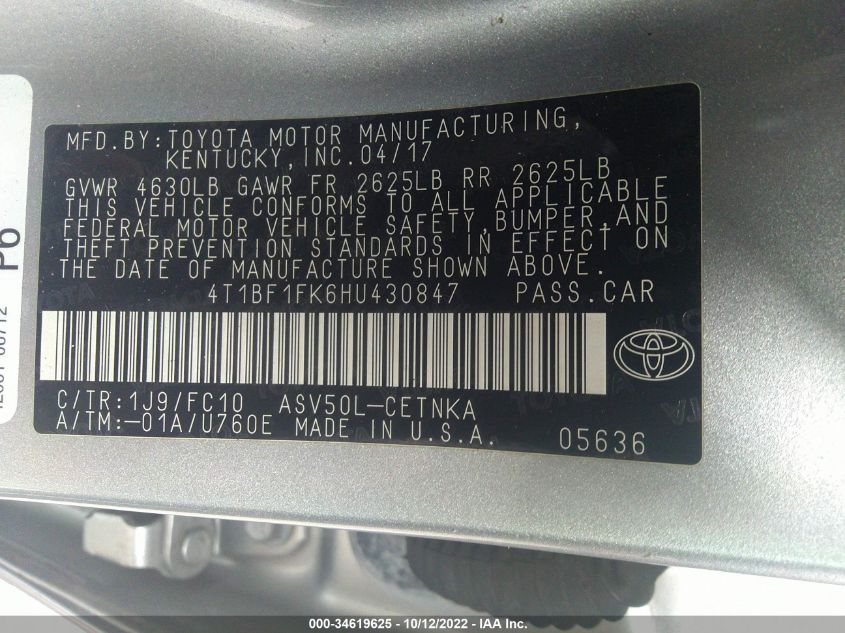 MFD.BY:TOYOTA MOTOR MANUFACTURING,
KENTUCKY,INC.04/17
GVWR 4630LB GAWR FR 2625LB RR 2625LB
THIS VEHICLE CONFORMS TO ALL APPLICABLE
FEDERAL MOTOR VEHICLE SAFETY,BUMPER,AND
THEFT PREVENTION STANDARDS IN EFFECT ON
THE DATE OF MANUFACTURE SHOWN ABOVE.
4T1BF1FK6HU430847 PASS.CAR
C/TR:1J9/FC10 ASV50L-CETNKA
A/TM:-01A/U760E MADE IN U.S.A. 05636
P6
000-34619625 - 10/12/2022 - IAA Inc.